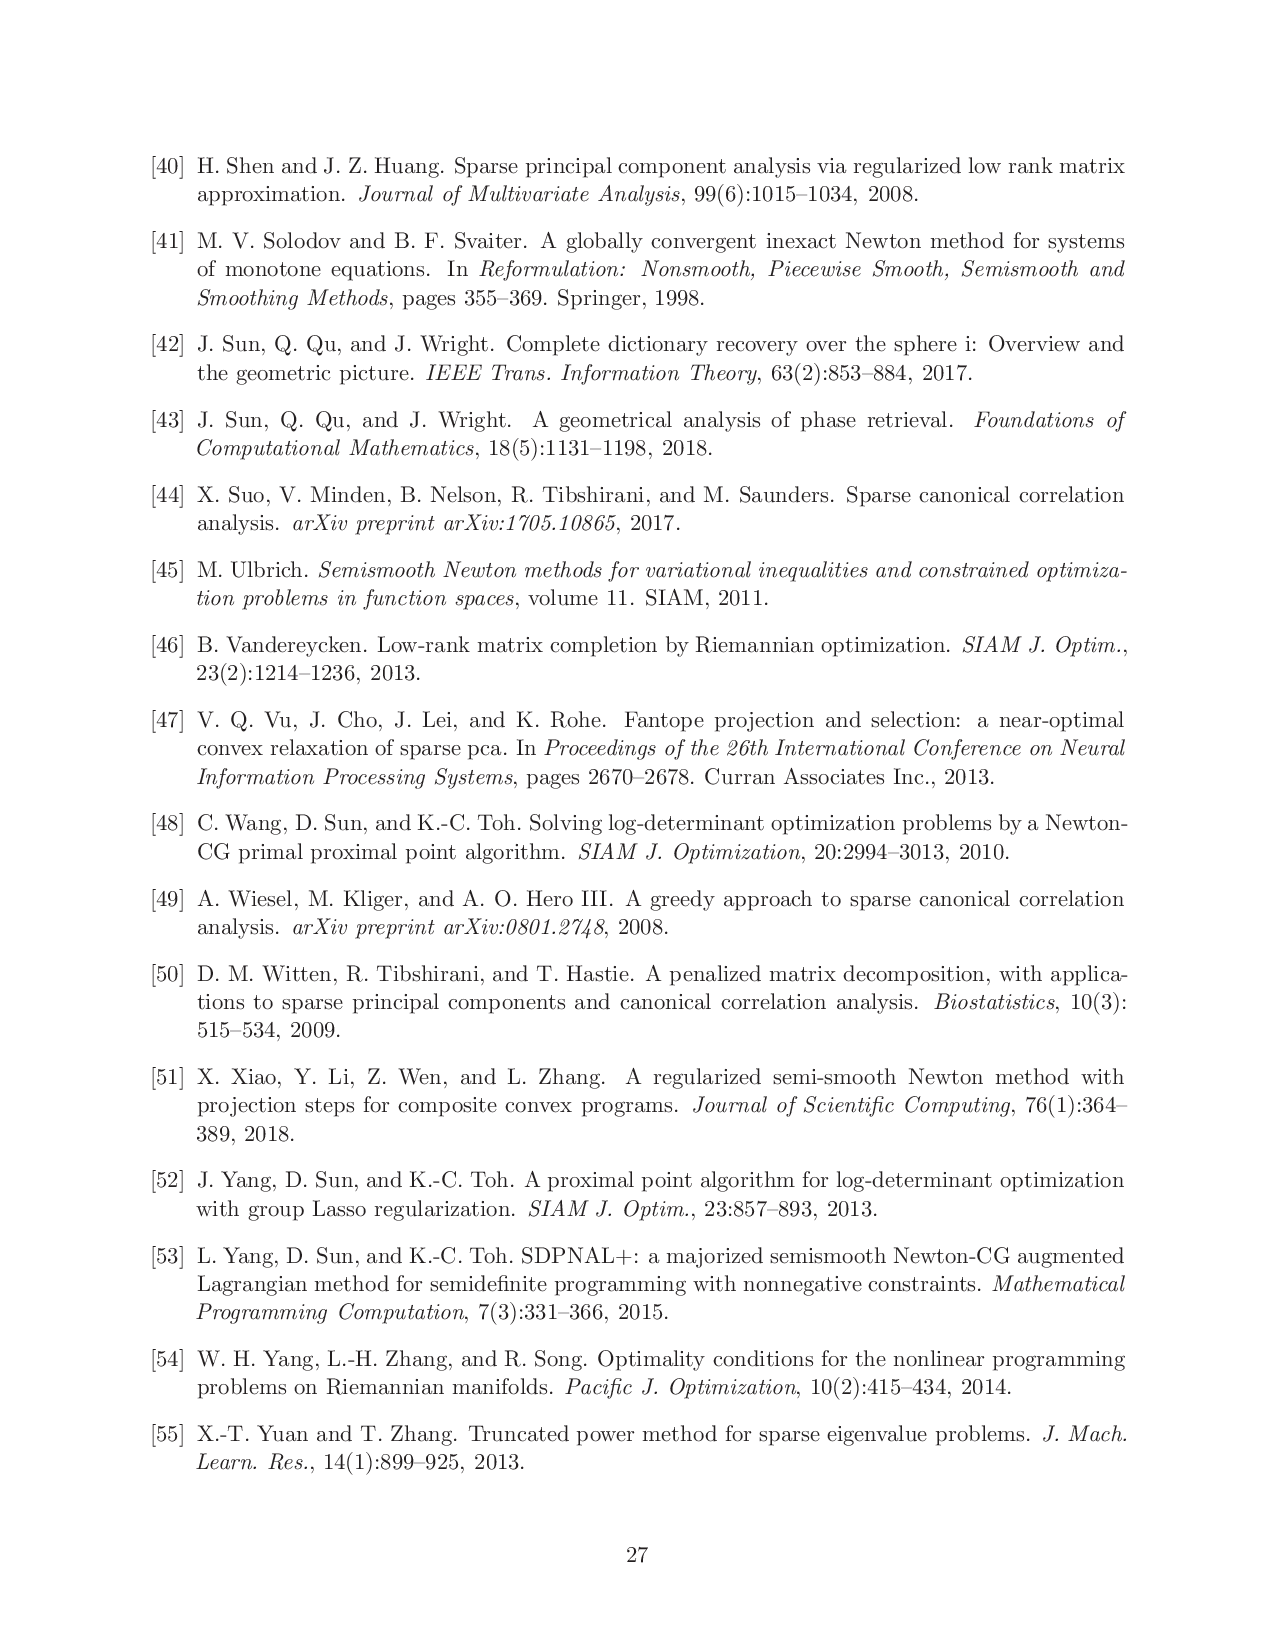 [40] H. Shen and J. Z. Huang. Sparse principal component analysis via regularized low rank matrix
approximation. Journal of Multivariate Analysis, 99(6):1015–1034, 2008.
[41] M. V. Solodov and B. F. Svaiter. A globally convergent inexact Newton method for systems
of monotone equations. In Reformulation: Nonsmooth, Piecewise Smooth, Semismooth and
Smoothing Methods, pages 355–369. Springer, 1998.
[42] J. Sun, Q. Qu, and J. Wright. Complete dictionary recovery over the sphere i: Overview and
the geometric picture. IEEE Trans. Information Theory, 63(2):853–884, 2017.
[43] J. Sun, Q. Qu, and J. Wright. A geometrical analysis of phase retrieval. Foundations of
Computational Mathematics, 18(5):1131–1198, 2018.
[44] X. Suo, V. Minden, B. Nelson, R. Tibshirani, and M. Saunders. Sparse canonical correlation
analysis. arXiv preprint arXiv:1705.10865, 2017.
[45] M. Ulbrich. Semismooth Newton methods for variational inequalities and constrained optimiza-
tion problems in function spaces, volume 11. SIAM, 2011.
[46] B. Vandereycken. Low-rank matrix completion by Riemannian optimization. SIAM J. Optim.,
23(2):1214–1236, 2013.
[47] V. Q. Vu, J. Cho, J. Lei, and K. Rohe. Fantope projection and selection: a near-optimal
convex relaxation of sparse pca. In Proceedings of the 26th International Conference on Neural
Information Processing Systems, pages 2670–2678. Curran Associates Inc., 2013.
[48] C. Wang, D. Sun, and K.-C. Toh. Solving log-determinant optimization problems by a Newton-
CG primal proximal point algorithm. SIAM J. Optimization, 20:2994–3013, 2010.
[49] A. Wiesel, M. Kliger, and A. O. Hero III. A greedy approach to sparse canonical correlation
analysis. arXiv preprint arXiv:0801.2748, 2008.
[50] D. M. Witten, R. Tibshirani, and T. Hastie. A penalized matrix decomposition, with applica-
tions to sparse principal components and canonical correlation analysis. Biostatistics, 10(3):
515–534, 2009.
[51] X. Xiao, Y. Li, Z. Wen, and L. Zhang. A regularized semi-smooth Newton method with
projection steps for composite convex programs. Journal of Scientific Computing, 76(1):364–
389, 2018.
[52] J. Yang, D. Sun, and K.-C. Toh. A proximal point algorithm for log-determinant optimization
with group Lasso regularization. SIAM J. Optim., 23:857–893, 2013.
[53] L. Yang, D. Sun, and K.-C. Toh. SDPNAL+: a majorized semismooth Newton-CG augmented
Lagrangian method for semidefinite programming with nonnegative constraints. Mathematical
Programming Computation, 7(3):331–366, 2015.
[54] W. H. Yang, L.-H. Zhang, and R. Song. Optimality conditions for the nonlinear programming
problems on Riemannian manifolds. Pacific J. Optimization, 10(2):415–434, 2014.
[55] X.-T. Yuan and T. Zhang. Truncated power method for sparse eigenvalue problems. J. Mach.
Learn. Res., 14(1):899–925, 2013.
27